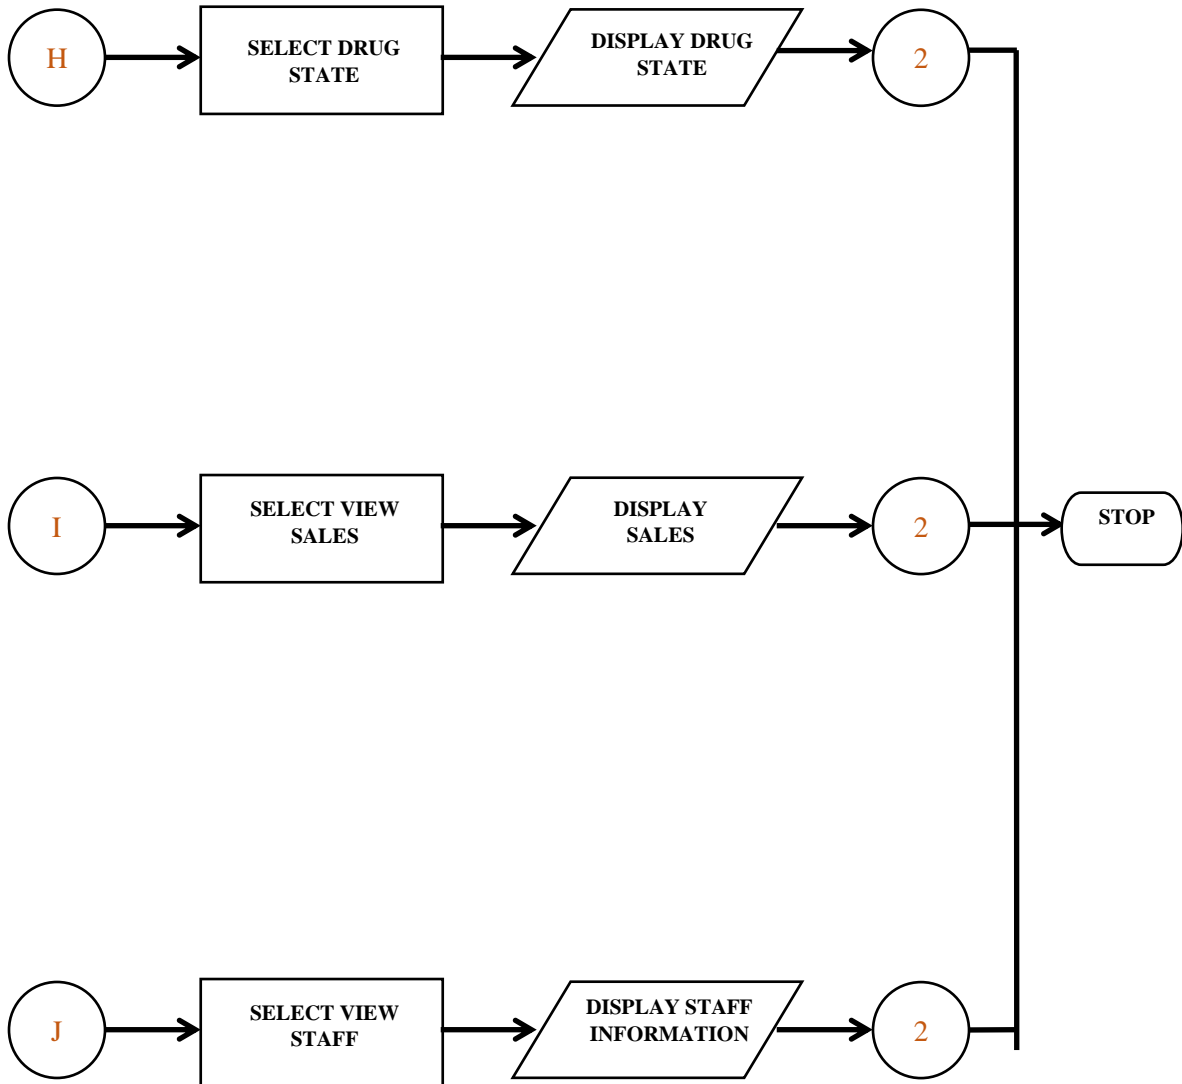 H
SELECT DRUG
STATE
DISPLAY DRUG
STATE
2
I
SELECT VIEW
SALES
DISPLAY
SALES
2
STOP
J
SELECT VIEW
STAFF
DISPLAY STAFF
INFORMATION
2